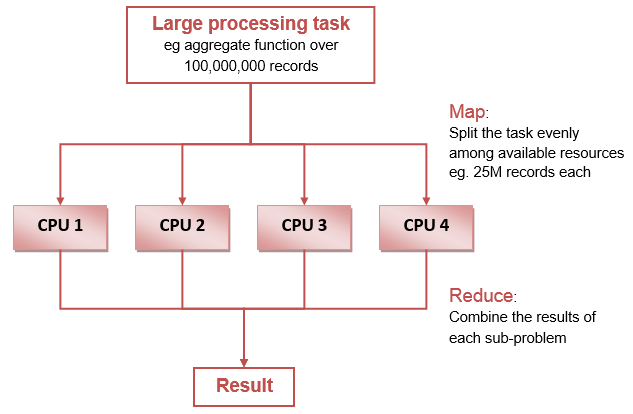 Large processing task
eg aggregate function over
100,000,000 records
Map:
Split the task evenly
among available resources
eg. 25M records each
CPU 1
CPU 2
CPU 3
CPU 4
Reduce:
Combine the results of
each sub-problem
Result